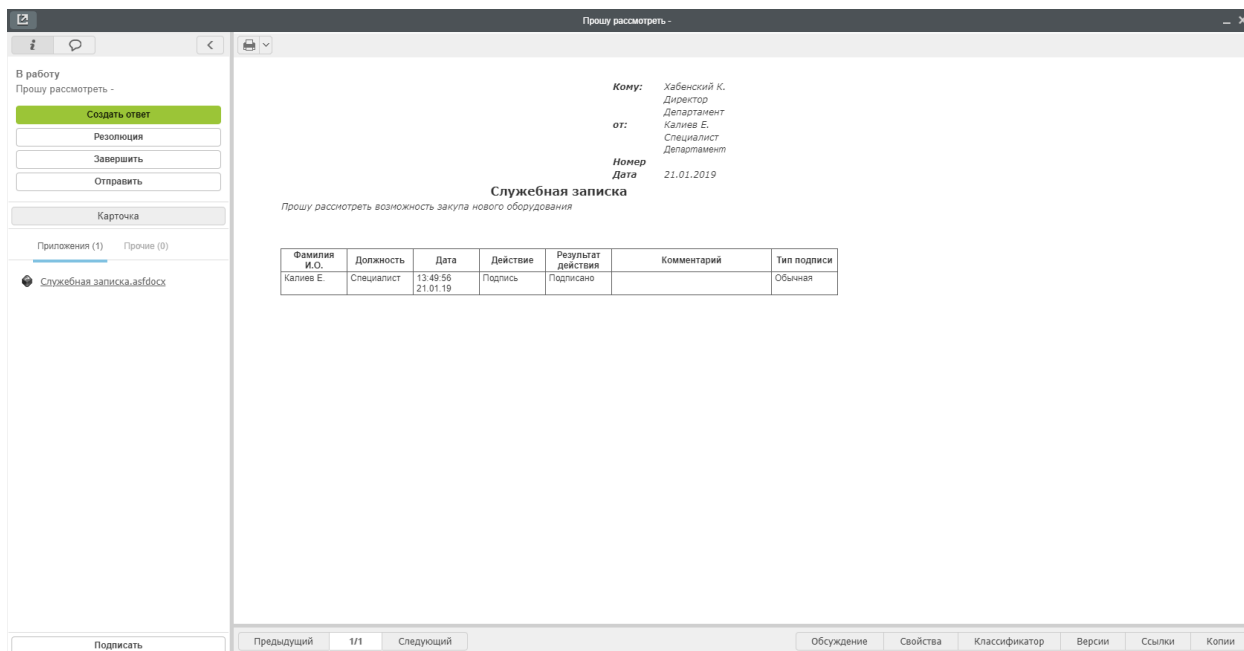 Прошу рассмотреть -
В работу
Прошу рассмотреть -
Создать ответ
Резолюция
Завершить
Отправить
Карточка
Приложения (1) Прочие (0)
Служебная записка.asfdocx
Подписать
Кому: Хабенский К.
Директор
Департамент
от: Калиев Е.
Специалист
Департамент
Номер
Дата 21.01.2019
Служебная записка
Прошу рассмотреть возможность закупа нового оборудования
Фамилия И.О. Должность Дата Действие Результат действия Комментарий Тип подписи
Калиев Е. Специалист 13:49:56 21.01.19 Подпись Подписано Обычная
Предыдущий 1/1 Следующий Обсуждение Свойства Классификатор Версии Ссылки Копии